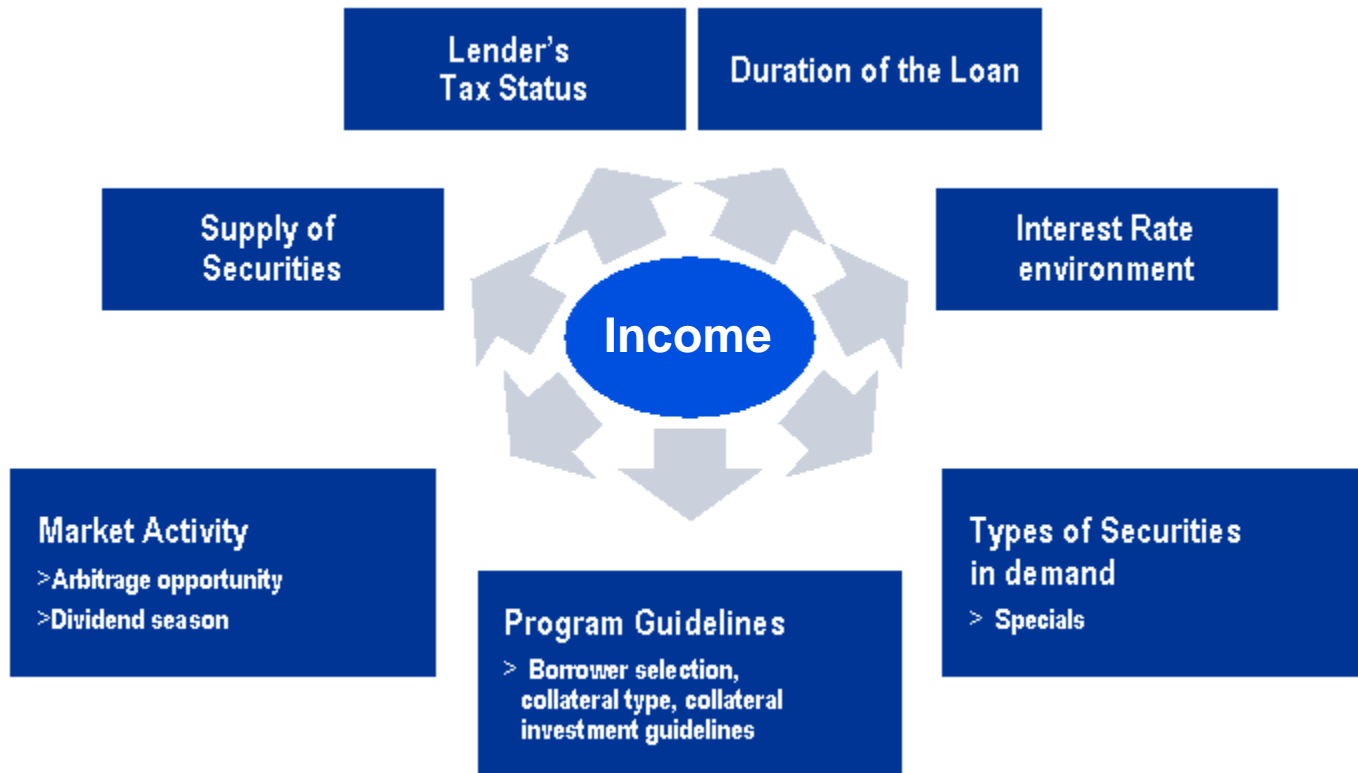 Lender's
Tax Status
Duration of the Loan
Supply of
Securities
Interest Rate
environment
Income
Market Activity
>Arbitrage opportunity
>Dividend season
Types of Securities
in demand
> Specials
Program Guidelines
> Borrower selection,
collateral type, collateral
investment guidelines